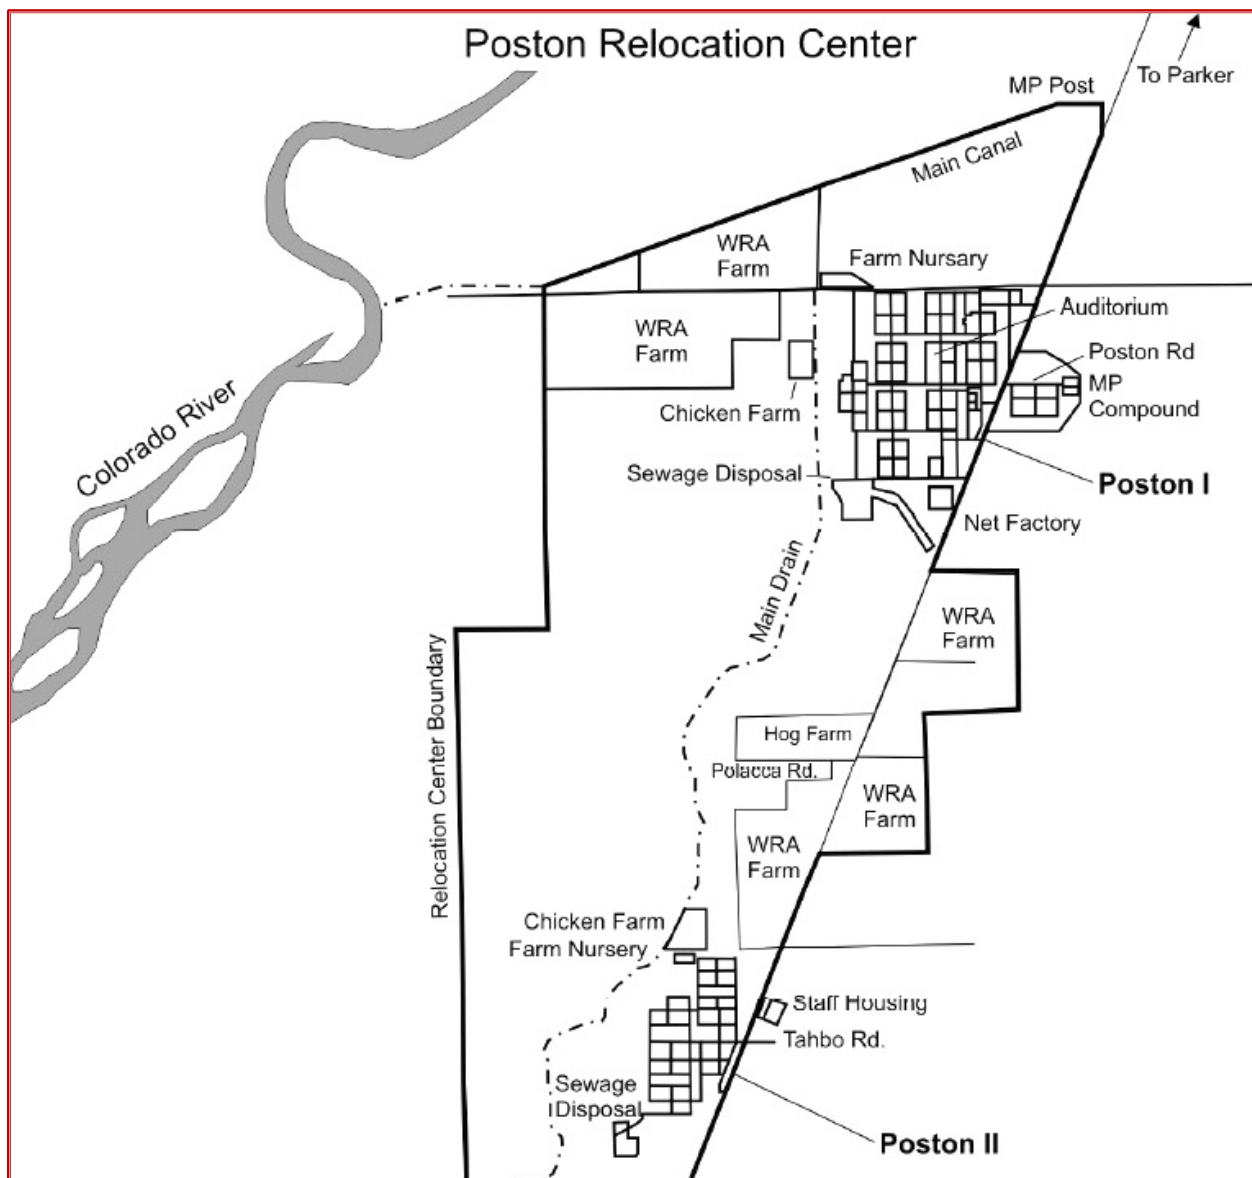 Poston Relocation Center
To Parker
MP Post
Main Canal
WRA
Farm
Farm Nursary
WRA
Farm
Auditorium
Poston Rd
MP
Compound
Chicken Farm
Colorado River
Sewage Disposal
Poston I
Net Factory
Main Drain
WRA
Farm
Relocation Center Boundary
Hog Farm
Polacca Rd.
WRA
Farm
WRA
Farm
Chicken Farm
Farm Nursery
Staff Housing
Tahbo Rd.
Sewage
Disposal
Poston II